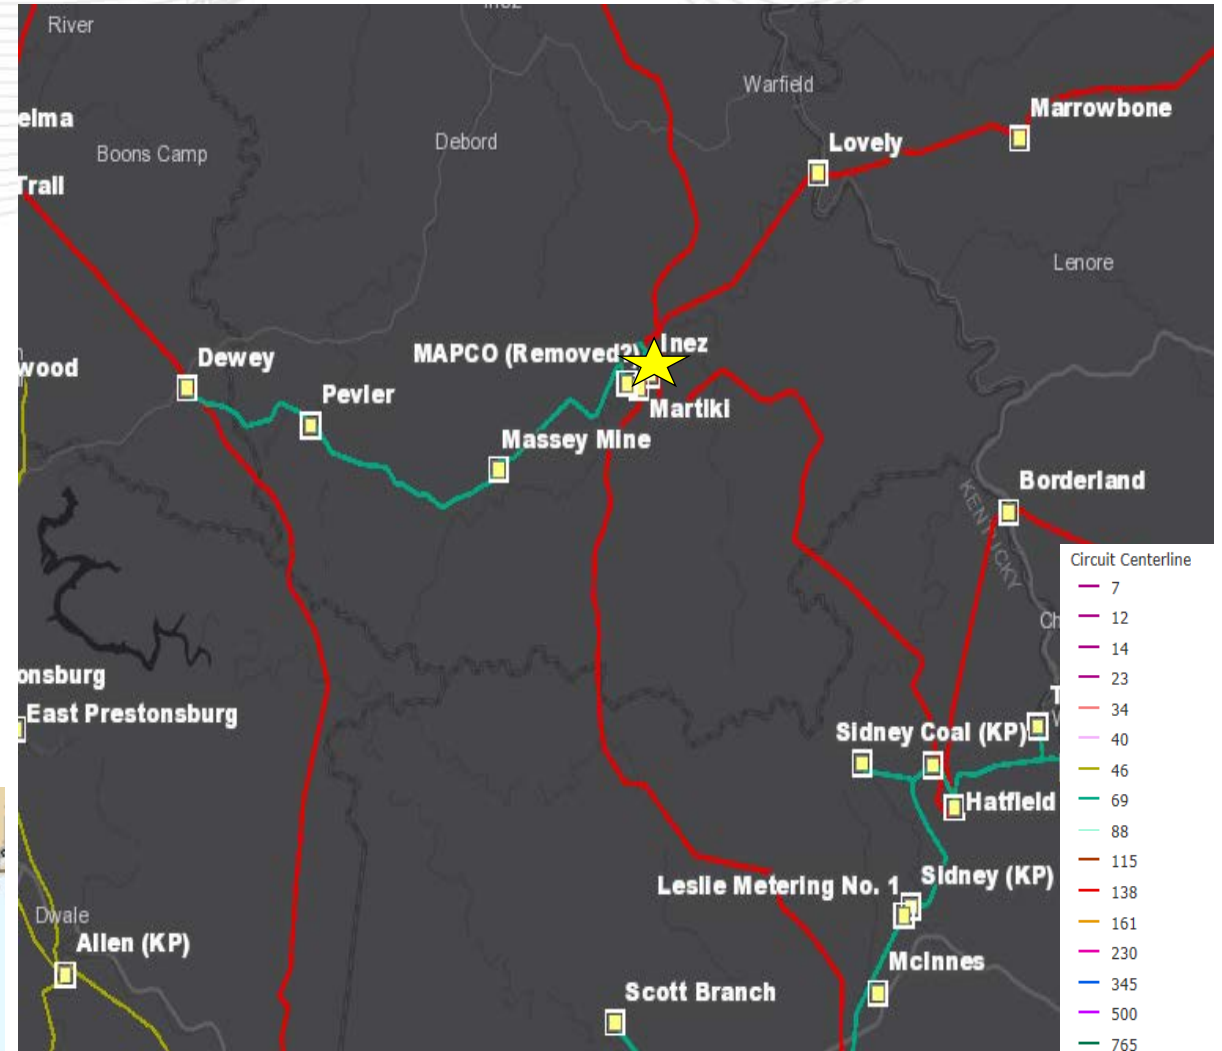 River
elma
Boons Camp
Trail
Debord
Warfield
Marrowbone
Lovely
Lenore
wood
Dewey
MAPCO (Removed?)
Inez
Pevler
Martiki
Massey Mine
Borderland
KENTUCKY
onsburg
East Prestonsburg
Sidney Coal (KP)
Hatfield
Leslie Metering No. 1
Sidney (KP)
Dwale
Allen (KP)
McInnes
Scott Branch
Ch
T
W
Circuit Centerline
7
12
14
23
34
40
46
69
88
115
138
161
230
345
500
765